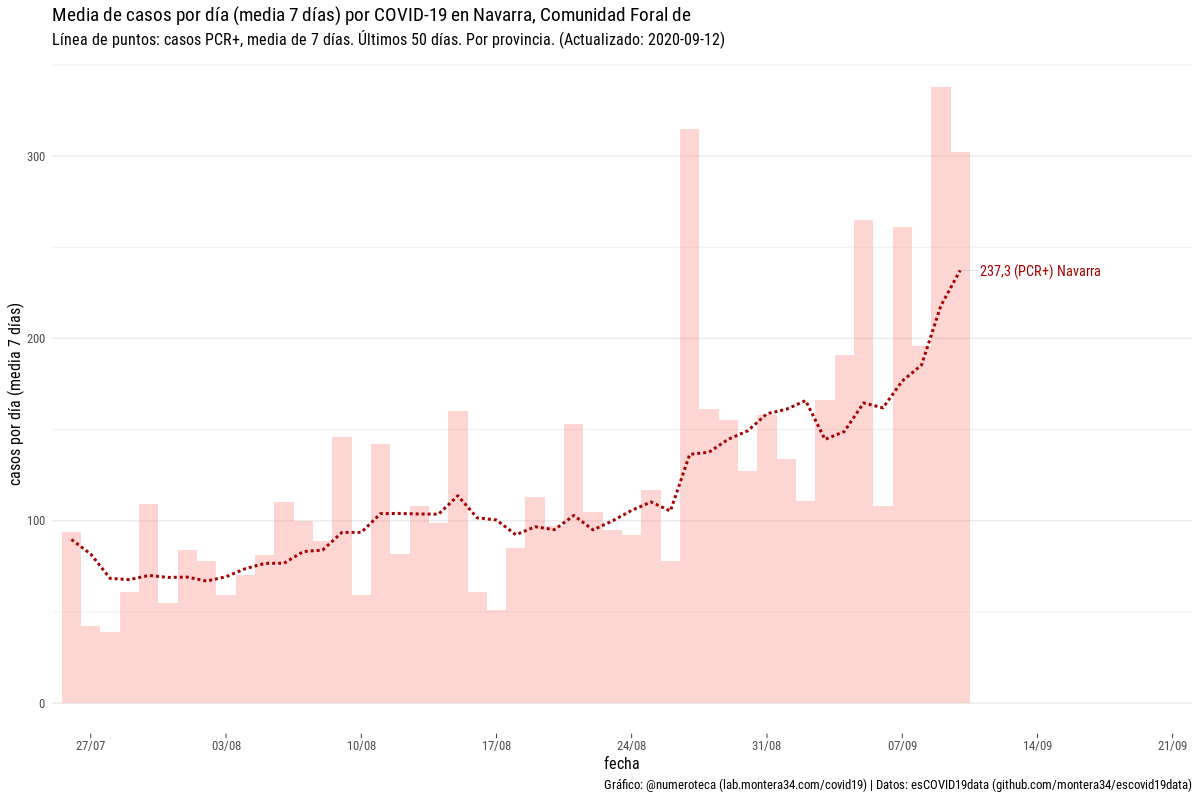 Media de casos por día (media 7 días) por COVID-19 en Navarra, Comunidad Foral de
Línea de puntos: casos PCR+, media de 7 días. Últimos 50 días. Por provincia. (Actualizado: 2020-09-12)
casos por día (media 7 días)
300
200
100
0
237,3 (PCR+) Navarra
27/07
03/08
10/08
17/08
24/08
31/08
07/09
14/09
21/09
fecha
Gráfico: @numeroteca (lab.montera34.com/covid19) | Datos: esCOVID19data (github.com/montera34/escovid19data)